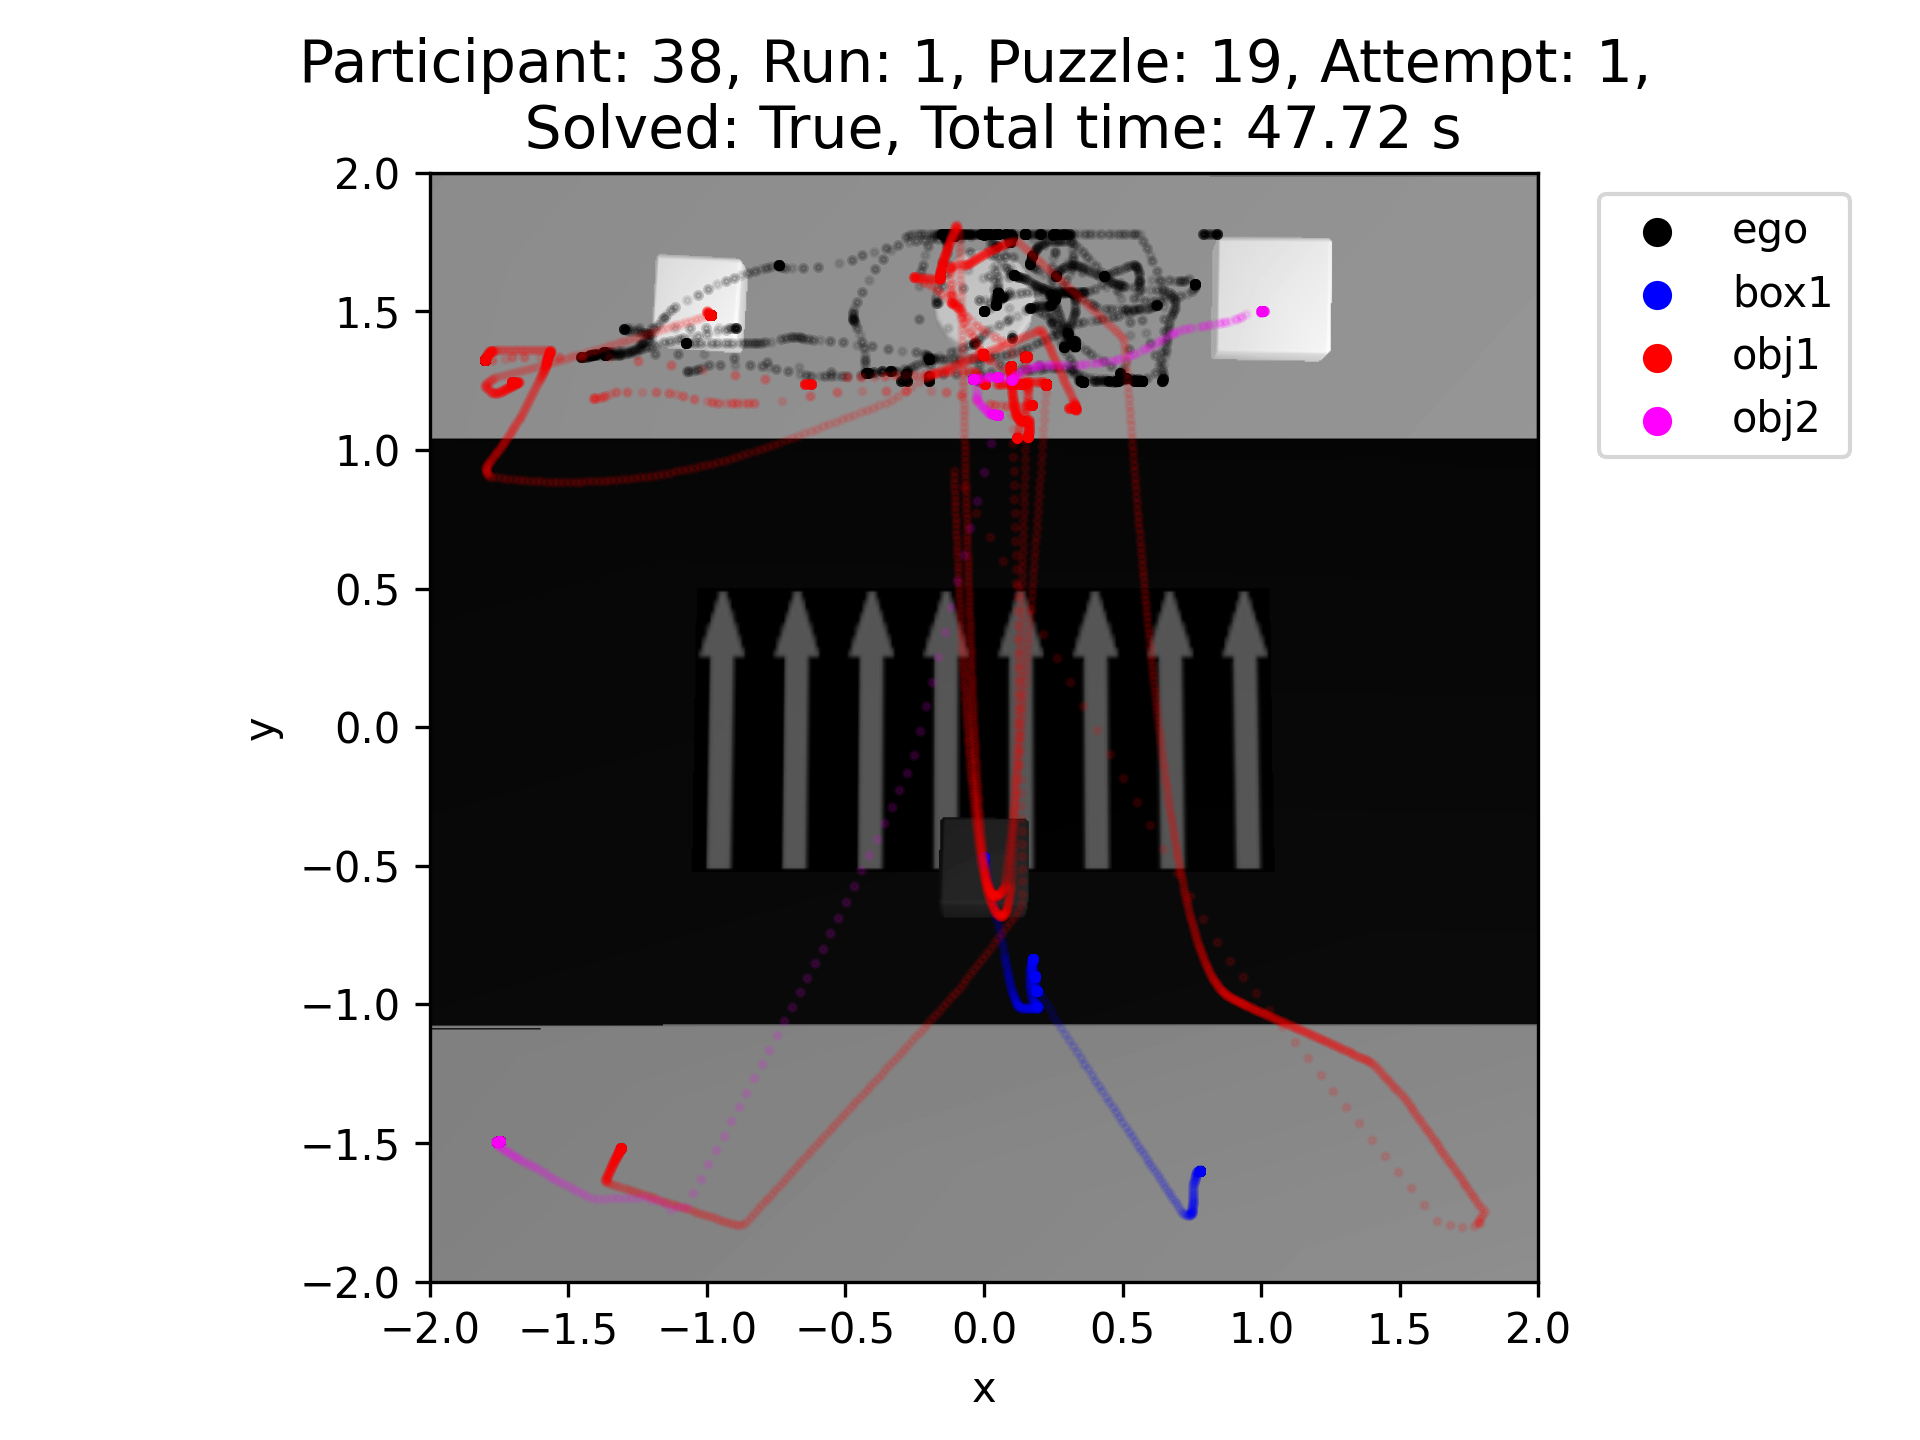 Participant: 38, Run: 1, Puzzle: 19, Attempt: 1,
Solved: True, Total time: 47.72 s
ego
box1
obj1
obj2
2.0
1.5
1.0
0.5
0.0
−0.5
−1.0
−1.5
−2.0
y
−2.0 −1.5 −1.0 −0.5 0.0 0.5 1.0 1.5 2.0
x